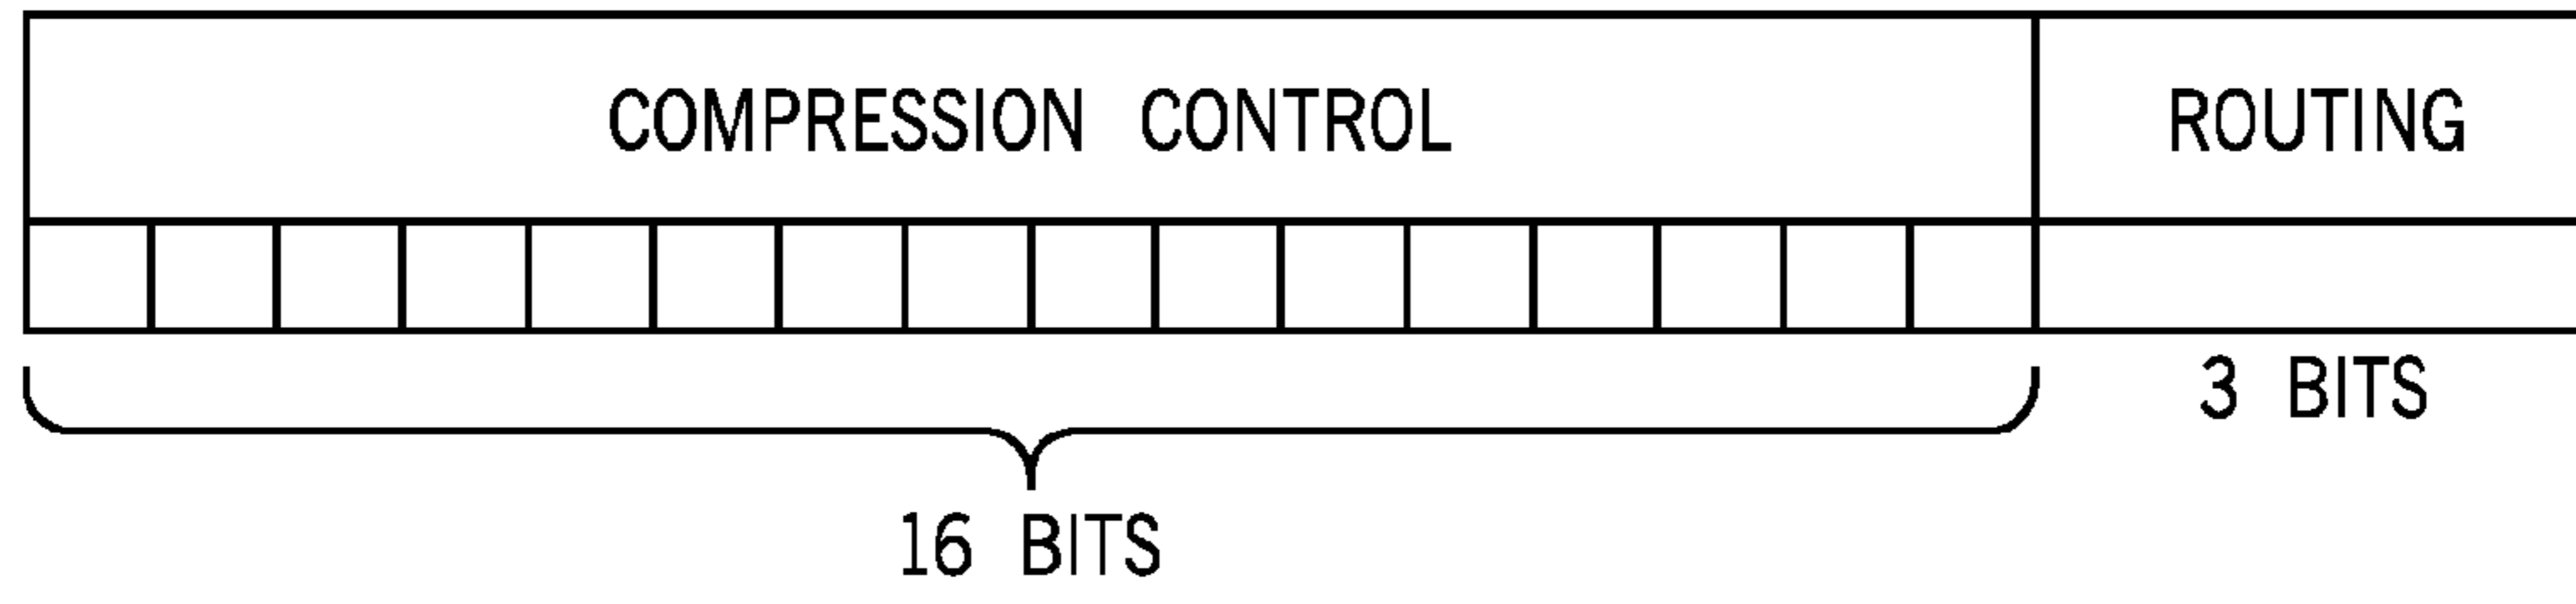 COMPRESSION CONTROL
ROUTING
3 BITS
16 BITS